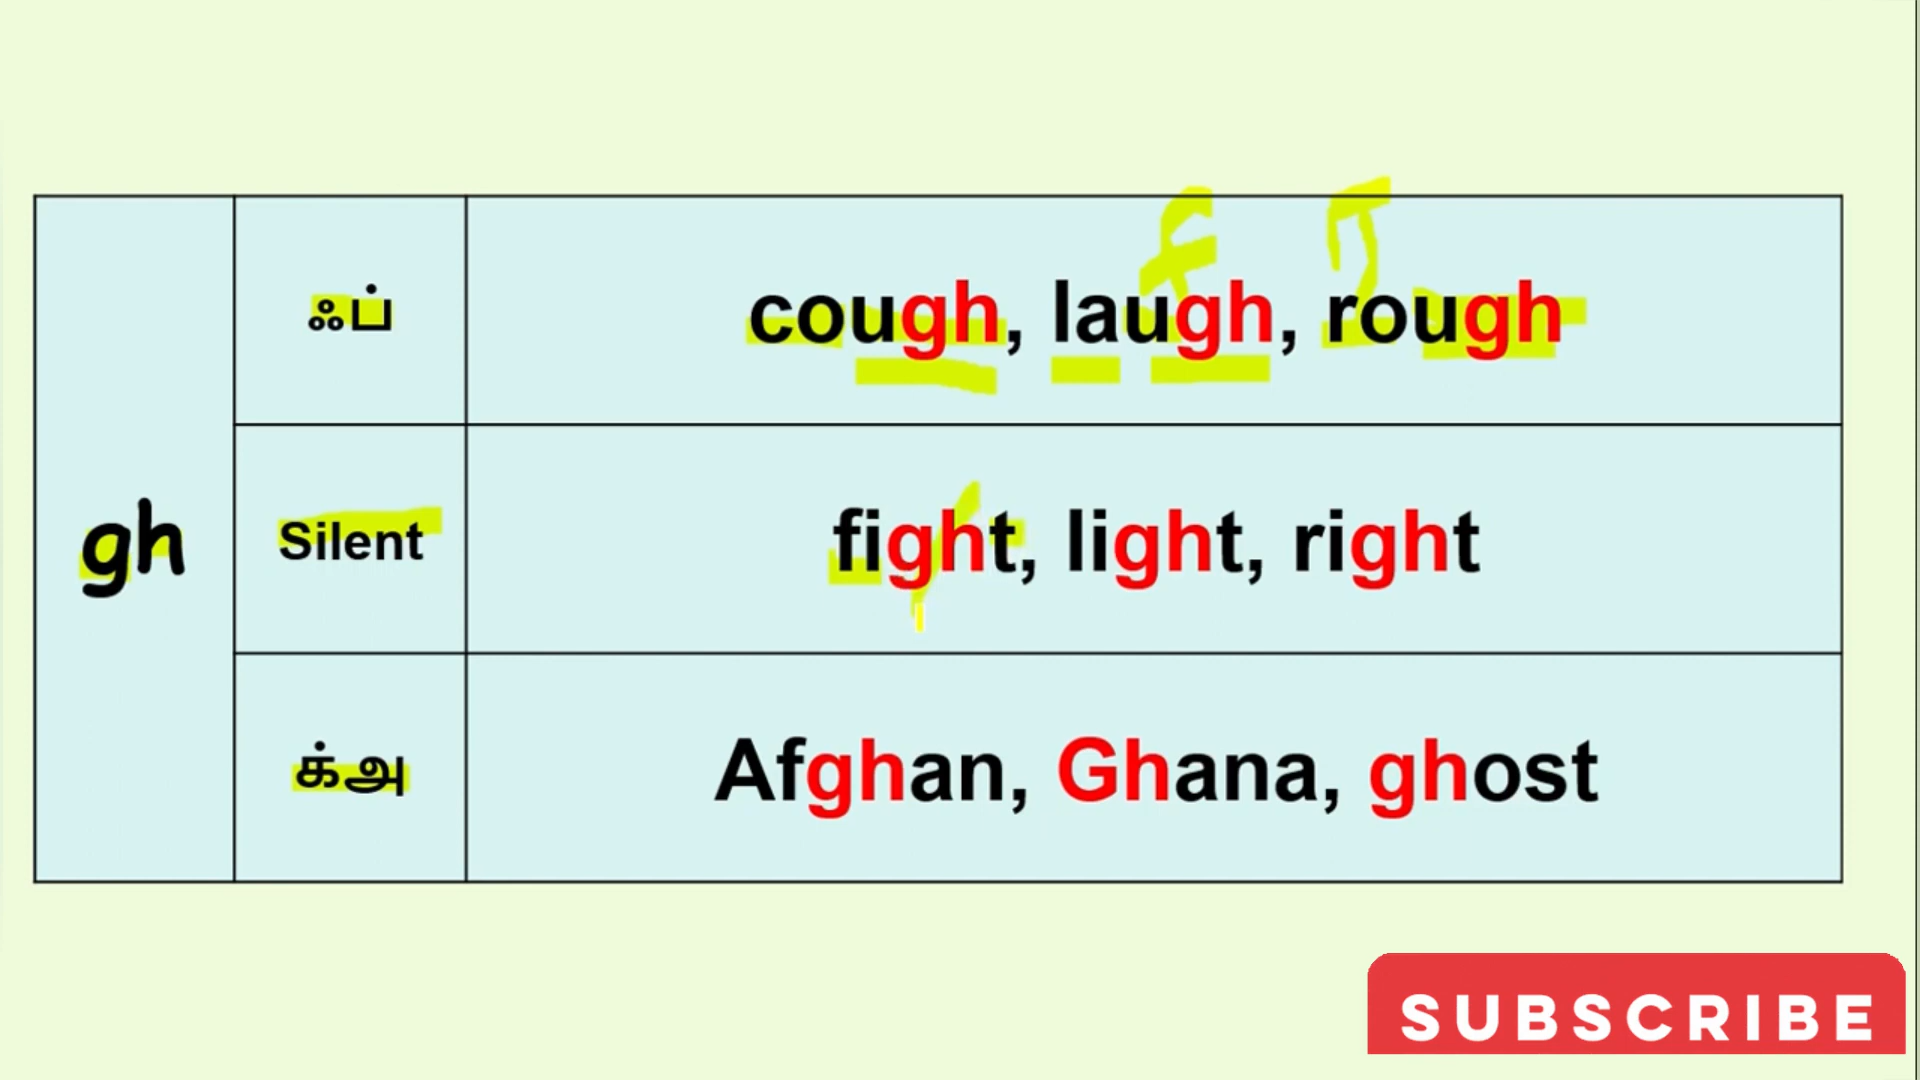 ஃப்
cough, laugh, rough
f
gh
Silent
fight, light, right
க்அ
Afghan, Ghana, ghost
SUBSCRIBE